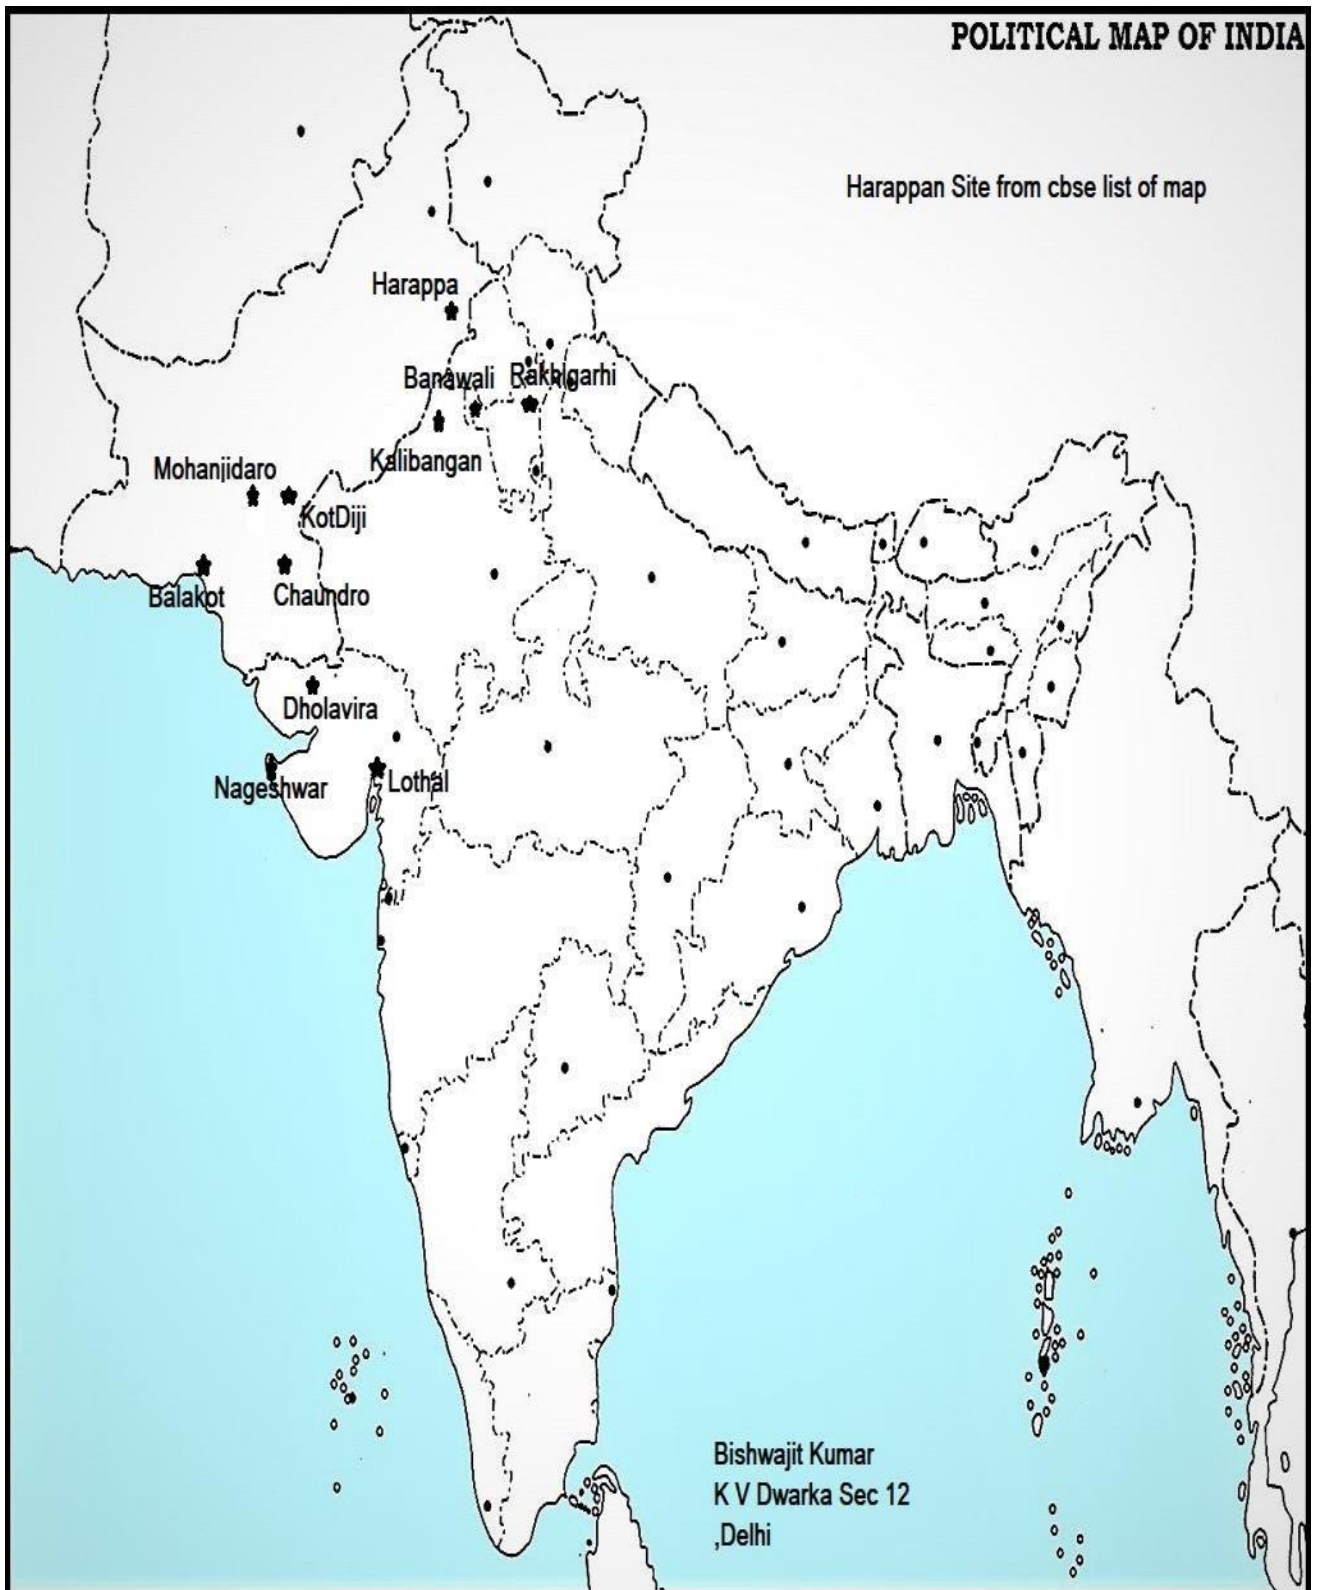 POLITICAL MAP OF INDIA
Harappan Site from cbse list of map
Harappa
Banawali
Rakhigarhi
Kalibangan
Mohanjidaro
KotDiji
Balakot
Chaundro
Dholavira
Nageshwar
Lothal
Bishwajit Kumar
K V Dwarka Sec 12
,Delhi